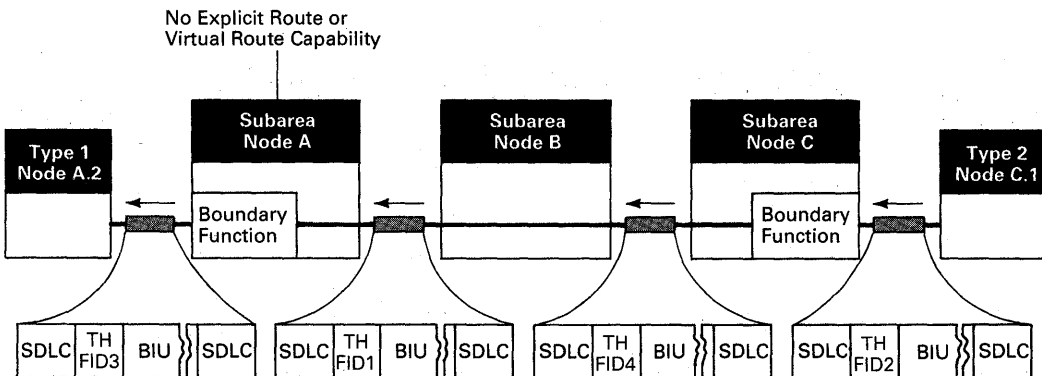 No Explicit Route or
Virtual Route Capability
Type 1
Node A.2
Subarea
Node A
Subarea
Node B
Subarea
Node C
Type 2
Node C.1
Boundary
Function
Boundary
Function
SDLC
TH
FID3
BIU
SDLC
SDLC
TH
FID1
BIU
SDLC
SDLC
TH
FID4
BIU
SDLC
SDLC
TH
FID2
BIU
SDLC